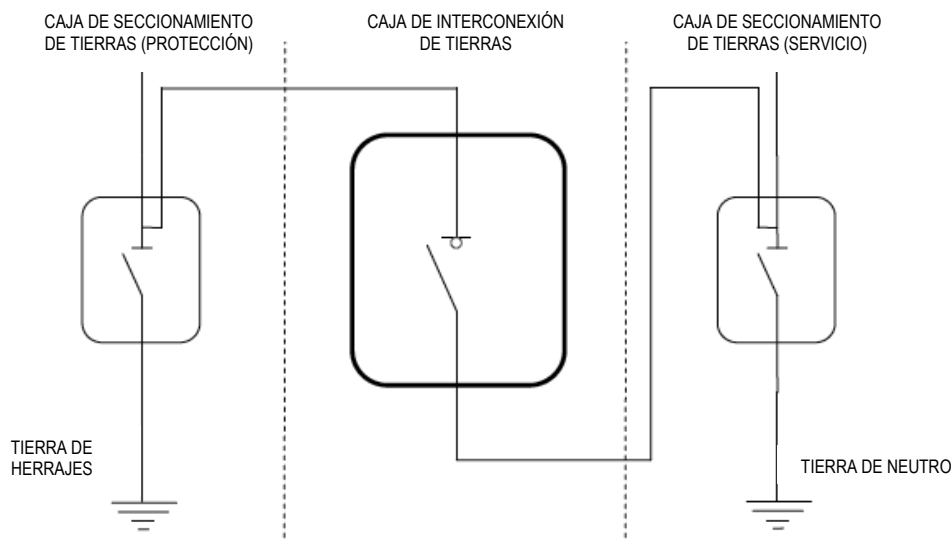 CAJA DE SECCIONAMIENTO
DE TIERRAS (PROTECCIÓN)
CAJA DE INTERCONEXIÓN
DE TIERRAS
CAJA DE SECCIONAMIENTO
DE TIERRAS (SERVICIO)
TIERRA DE
HERRAJES
TIERRA DE NEUTRO